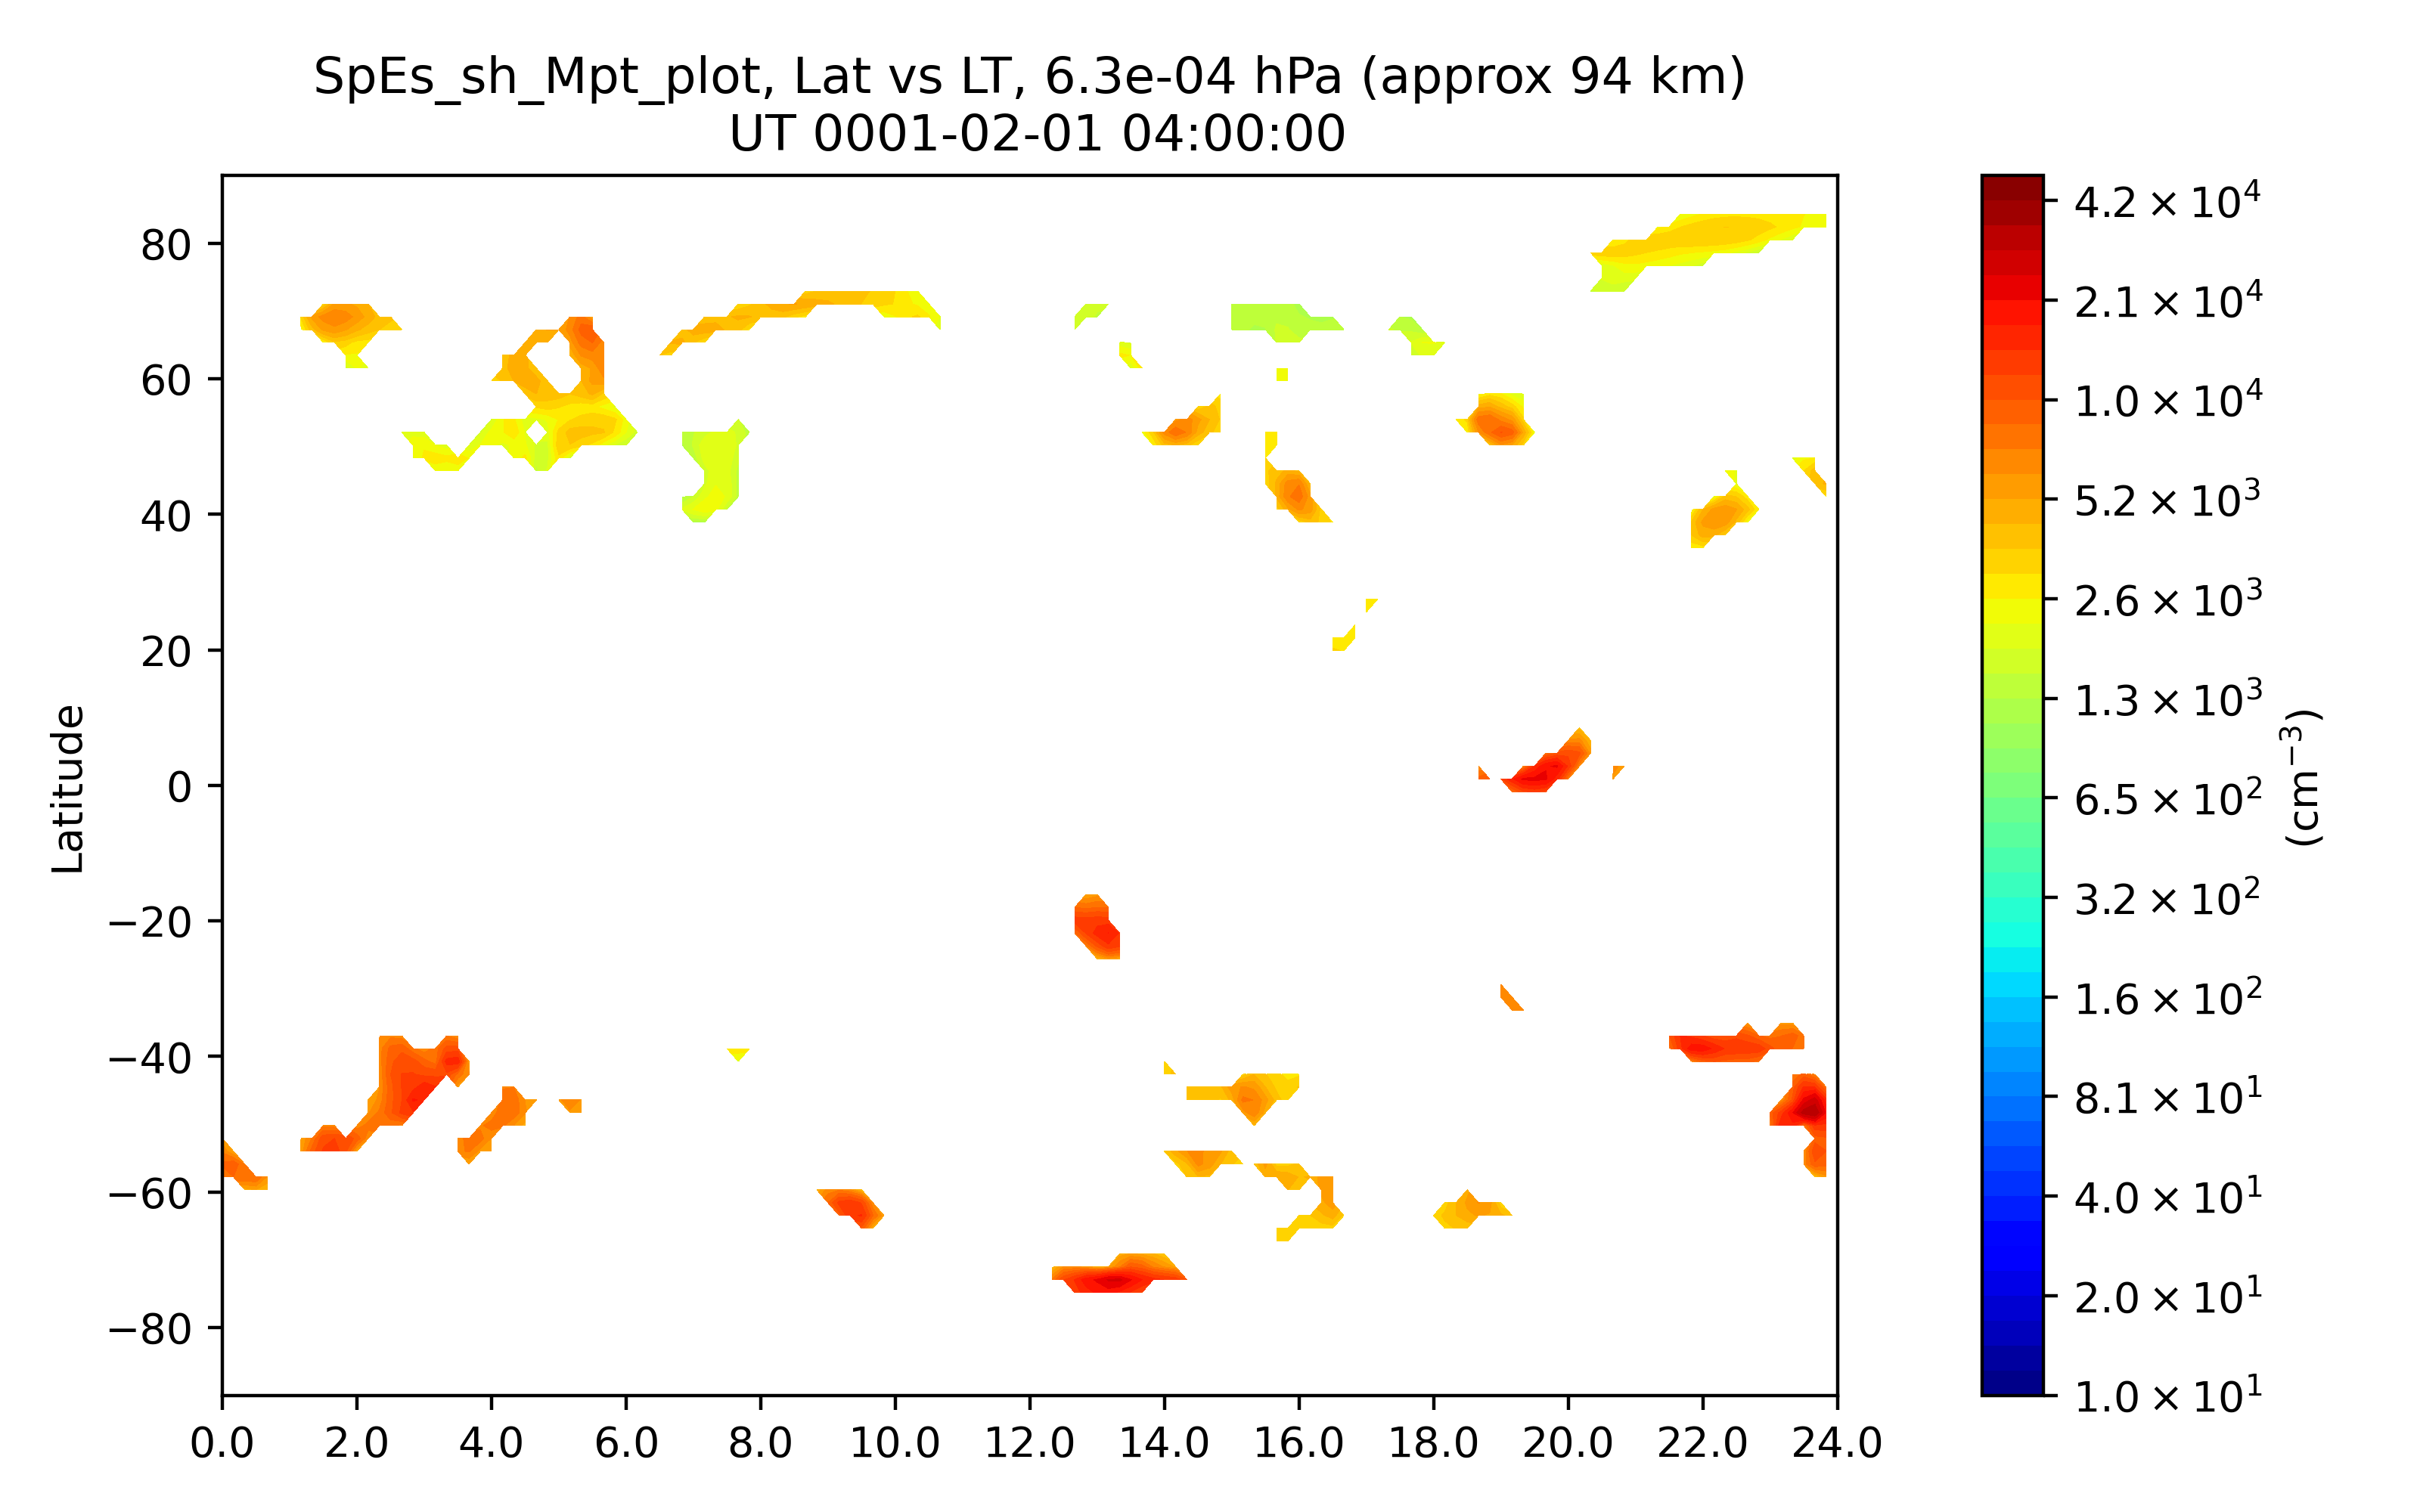 SpEs_sh_Mpt_plot, Lat vs LT, 6.3e-04 hPa (approx 94 km)
UT 0001-02-01 04:00:00
Latitude
80
60
40
20
0
−20
−40
−60
−80
0.0 2.0 4.0 6.0 8.0 10.0 12.0 14.0 16.0 18.0 20.0 22.0 24.0
4.2 × 10⁴
2.1 × 10⁴
1.0 × 10⁴
5.2 × 10³
2.6 × 10³
1.3 × 10³
6.5 × 10²
3.2 × 10²
1.6 × 10²
8.1 × 10¹
4.0 × 10¹
2.0 × 10¹
1.0 × 10¹
(cm⁻³)